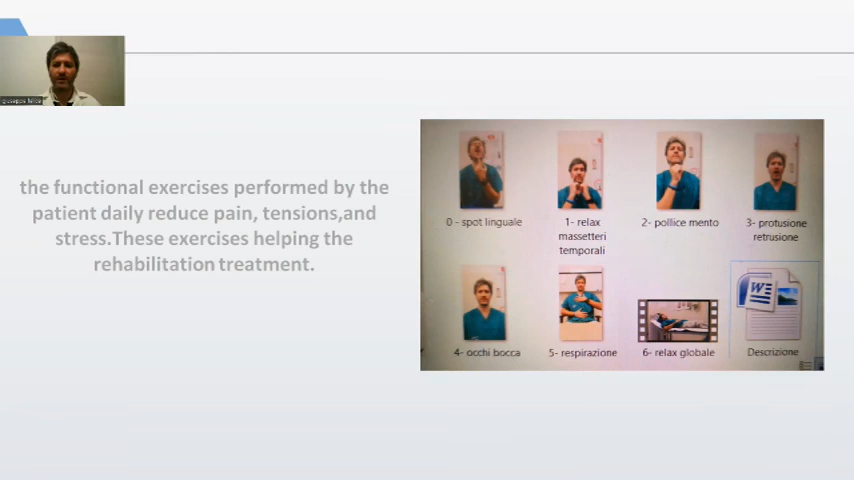 the functional exercises performed by the
patient daily reduce pain, tensions,and
stress.These exercises helping the
rehabilitation treatment.
0 - spot linguale
1- relax
massetteri
temporali
2- pollice mento
3- protusione
retrusione
4- occhi bocca
5- respirazione
6- relax globale
Descrizione